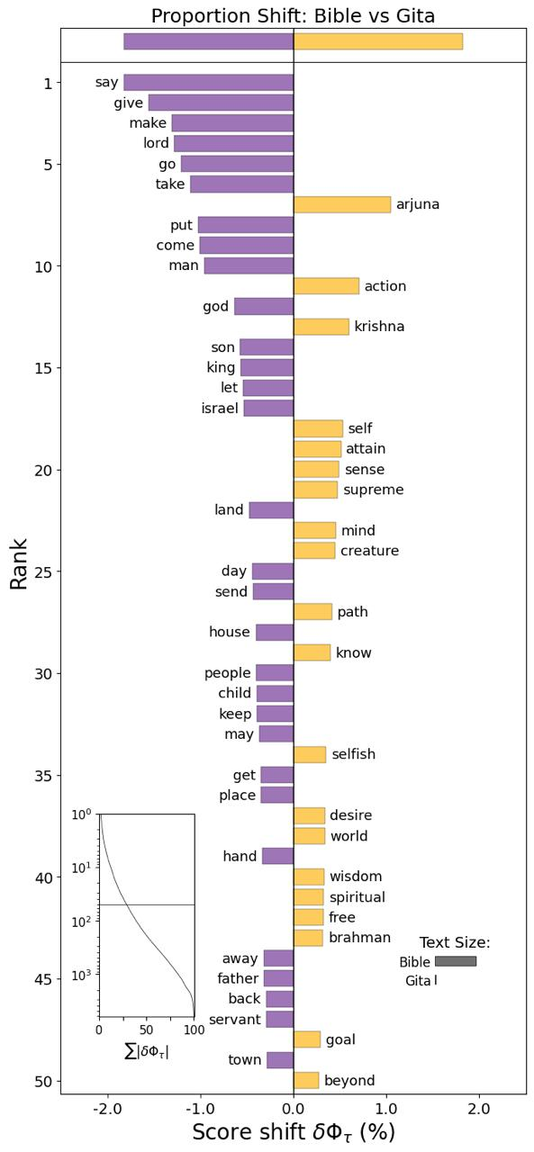 Proportion Shift: Bible vs Gita
1
say
give
make
lord
5
go
take
arjuna
put
come
10
man
action
god
krishna
son
15
king
let
israel
self
attain
20
sense
supreme
land
mind
creature
25
day
send
path
house
know
30
people
child
keep
may
selfish
35
get
place
desire
world
hand
40
wisdom
spiritual
free
brahman
away
45
father
back
servant
goal
town
50
beyond
Rank
10⁰
10¹
10²
10³
0 50 100
∑|δΦτ|
Text Size:
Bible
Gita
-2.0 -1.0 0.0 1.0 2.0
Score shift δΦτ (%)